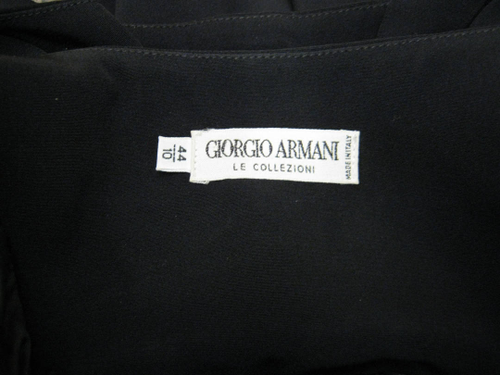 44
10
GIORGIO ARMANI
LE COLLEZIONI
MADE IN ITALY